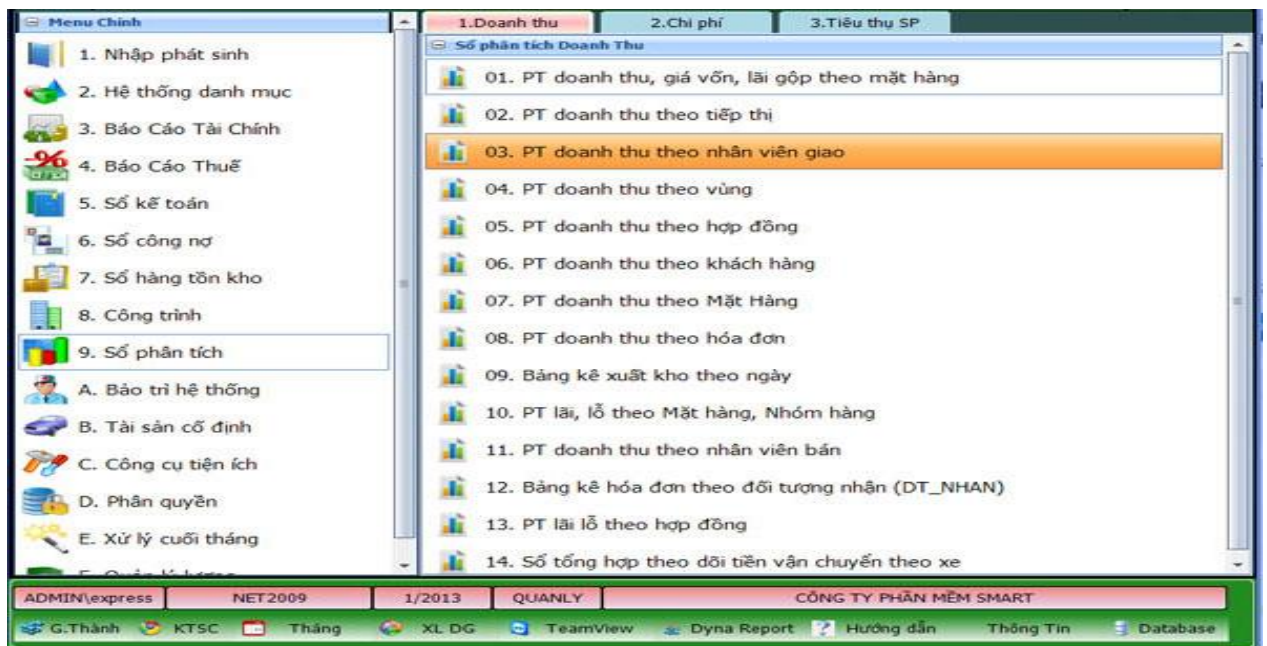 Menu Chính
1. Nhập phát sinh
2. Hệ thống danh mục
3. Báo Cáo Tài Chính
4. Báo Cáo Thuế
5. Sổ kế toán
6. Sổ công nợ
7. Sổ hàng tồn kho
8. Công trình
9. Sổ phân tích
A. Bảo trì hệ thống
B. Tài sản cố định
C. Công cụ tiện ích
D. Phân quyền
E. Xử lý cuối tháng
1.Doanh thu 2.Chi phí 3.Tiêu thụ SP
Sổ phân tích Doanh Thu
01. PT doanh thu, giá vốn, lãi gộp theo mặt hàng
02. PT doanh thu theo tiếp thị
03. PT doanh thu theo nhân viên giao
04. PT doanh thu theo vùng
05. PT doanh thu theo hợp đồng
06. PT doanh thu theo khách hàng
07. PT doanh thu theo Mặt Hàng
08. PT doanh thu theo hóa đơn
09. Bảng kê xuất kho theo ngày
10. PT lãi, lỗ theo Mặt hàng, Nhóm hàng
11. PT doanh thu theo nhân viên bán
12. Bảng kê hóa đơn theo đối tượng nhận (DT_NHAN)
13. PT lãi lỗ theo hợp đồng
14. Sổ tổng hợp theo dõi tiền vận chuyển theo xe
ADMIN\express NET2009 1/2013 QUANLY CÔNG TY PHẦN MỀM SMART
G.Thành KTSC Tháng XL DG TeamView Dyna Report Hướng dẫn Thông Tin Database